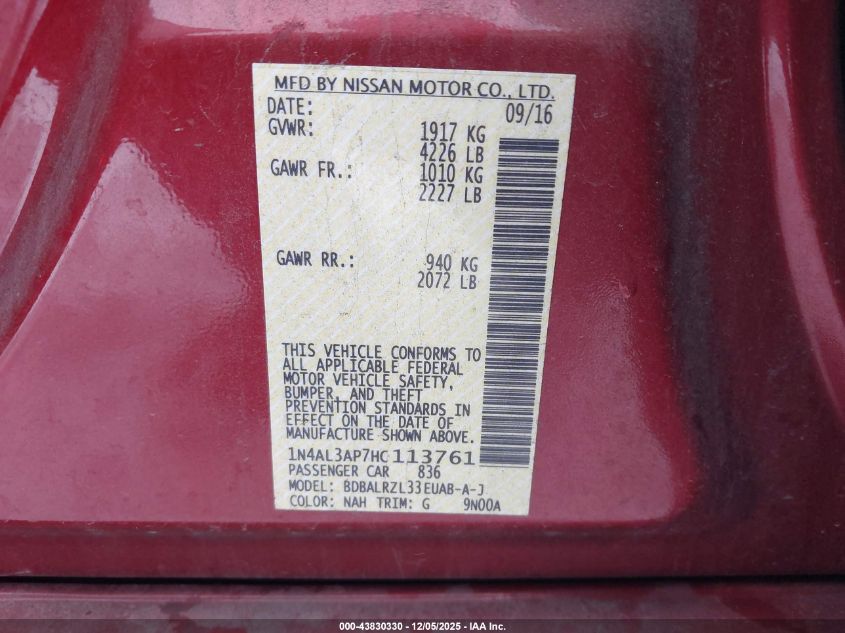 MFD BY NISSAN MOTOR CO., LTD.
DATE: 09/16
GVWR: 1917 KG
4226 LB
GAWR FR.: 1010 KG
2227 LB
GAWR RR.: 940 KG
2072 LB
THIS VEHICLE CONFORMS TO
ALL APPLICABLE FEDERAL
MOTOR VEHICLE SAFETY,
BUMPER, AND THEFT
PREVENTION STANDARDS IN
EFFECT ON THE DATE OF
MANUFACTURE SHOWN ABOVE.
1N4AL3AP7HC113761
PASSENGER CAR 836
MODEL: BDBALRZL33EUAB-A-J
COLOR: NAH TRIM: G 9N00A
000-43830330 - 12/05/2025 - IAA Inc.